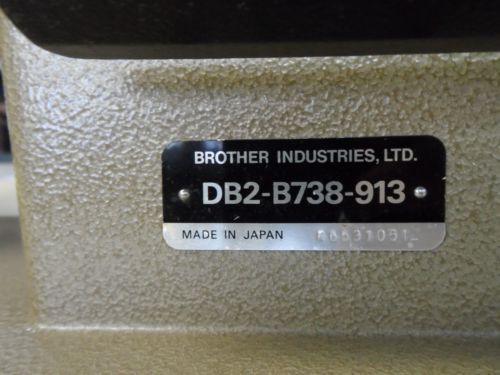 BROTHER INDUSTRIES, LTD.
DB2-B738-913
MADE IN JAPAN